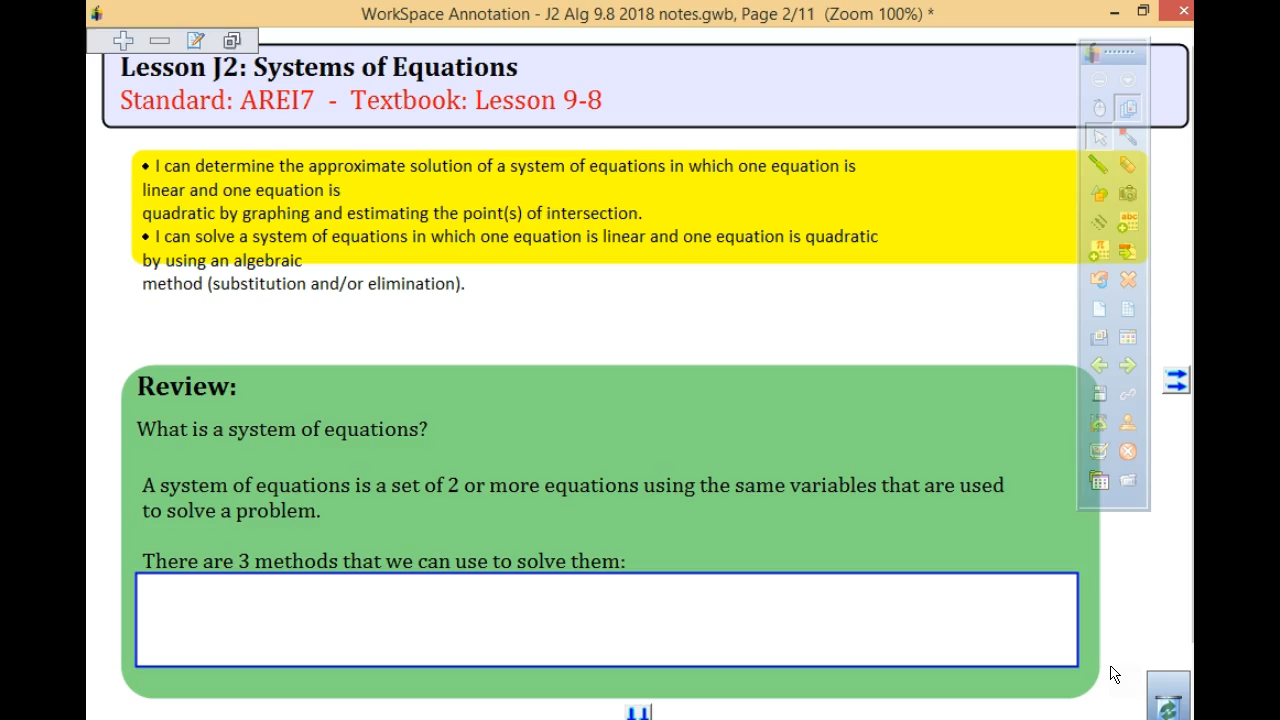 WorkSpace Annotation - J2 Alg 9.8 2018 notes.gwb, Page 2/11 (Zoom 100%) *
Lesson J2: Systems of Equations
Standard: AREI7 - Textbook: Lesson 9-8
• I can determine the approximate solution of a system of equations in which one equation is
linear and one equation is
quadratic by graphing and estimating the point(s) of intersection.
• I can solve a system of equations in which one equation is linear and one equation is quadratic
by using an algebraic
method (substitution and/or elimination).
abc
π
Review:
What is a system of equations?
A system of equations is a set of 2 or more equations using the same variables that are used
to solve a problem.
There are 3 methods that we can use to solve them: